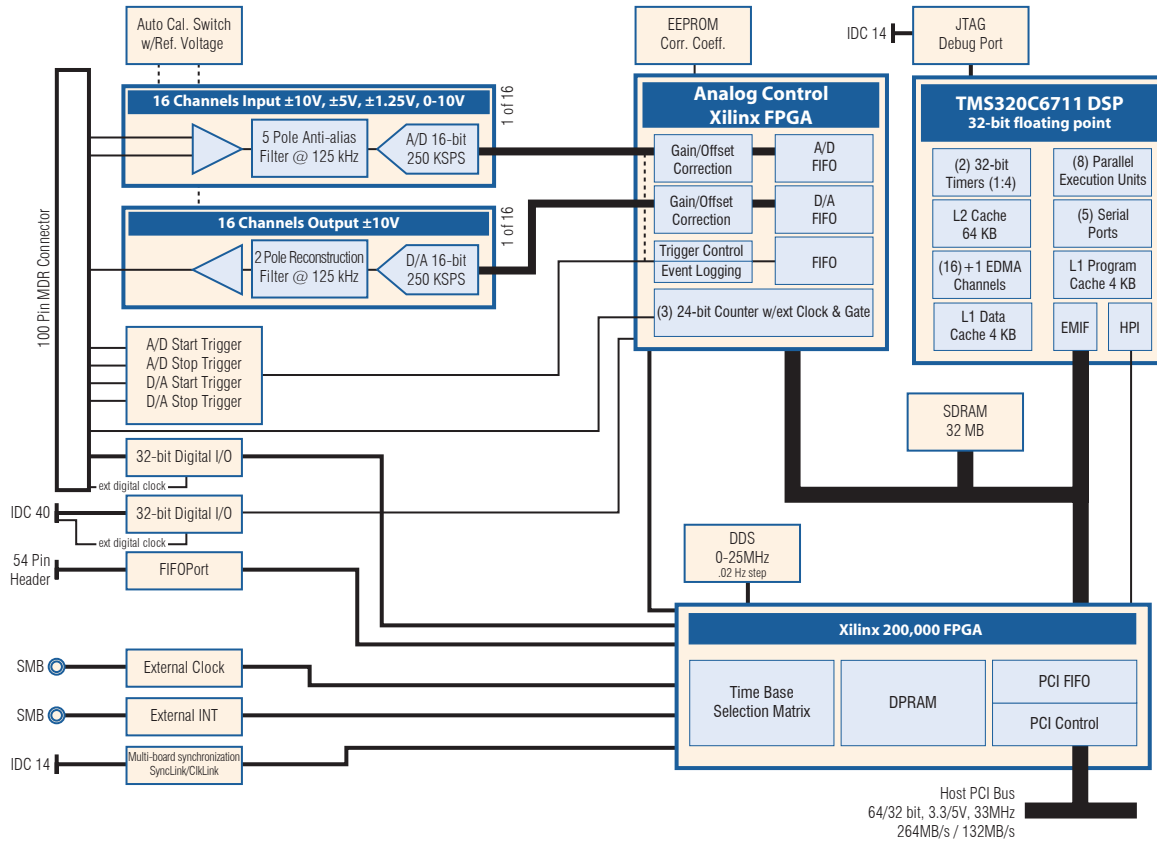 Auto Cal. Switch
w/Ref. Voltage
EEPROM
Corr. Coeff.
IDC 14
JTAG
Debug Port
100 Pin MDR Connector
16 Channels Input ±10V, ±5V, ±1.25V, 0-10V
1 of 16
5 Pole Anti-alias
Filter @ 125 kHz
A/D 16-bit
250 KSPS
16 Channels Output ±10V
1 of 16
2 Pole Reconstruction
Filter @ 125 kHz
D/A 16-bit
250 KSPS
Analog Control
Xilinx FPGA
Gain/Offset
Correction
A/D
FIFO
Gain/Offset
Correction
D/A
FIFO
Trigger Control
Event Logging
FIFO
(3) 24-bit Counter w/ext Clock & Gate
TMS320C6711 DSP
32-bit floating point
(2) 32-bit
Timers (1:4)
(8) Parallel
Execution Units
L2 Cache
64 KB
(5) Serial
Ports
(16)+1 EDMA
Channels
L1 Program
Cache 4 KB
L1 Data
Cache 4 KB
EMIF
HPI
A/D Start Trigger
A/D Stop Trigger
D/A Start Trigger
D/A Stop Trigger
SDRAM
32 MB
32-bit Digital I/O
ext digital clock
IDC 40
32-bit Digital I/O
ext digital clock
54 Pin
Header
FIFOPort
DDS
0-25MHz
.02 Hz step
Xilinx 200,000 FPGA
Time Base
Selection Matrix
DPRAM
PCI FIFO
PCI Control
SMB
External Clock
SMB
External INT
IDC 14
Multi-board synchronization
SyncLink/ClkLink
Host PCI Bus
64/32 bit, 3.3/5V, 33MHz
264MB/s / 132MB/s